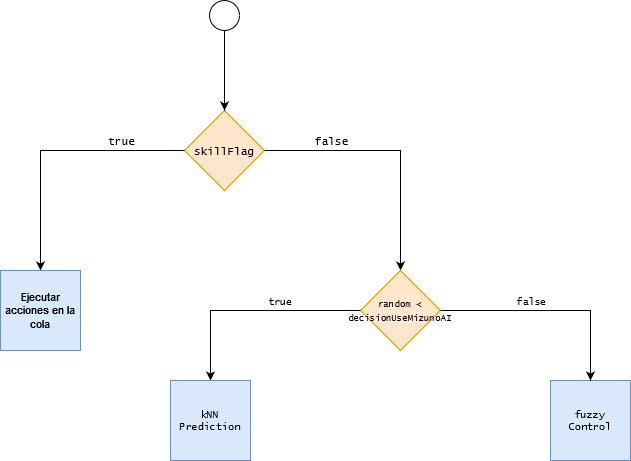 true
false
skillFlag
Ejecutar
acciones en la
cola
random <
decisionUseMizunoAI
true
false
kNN
Prediction
fuzzy
Control